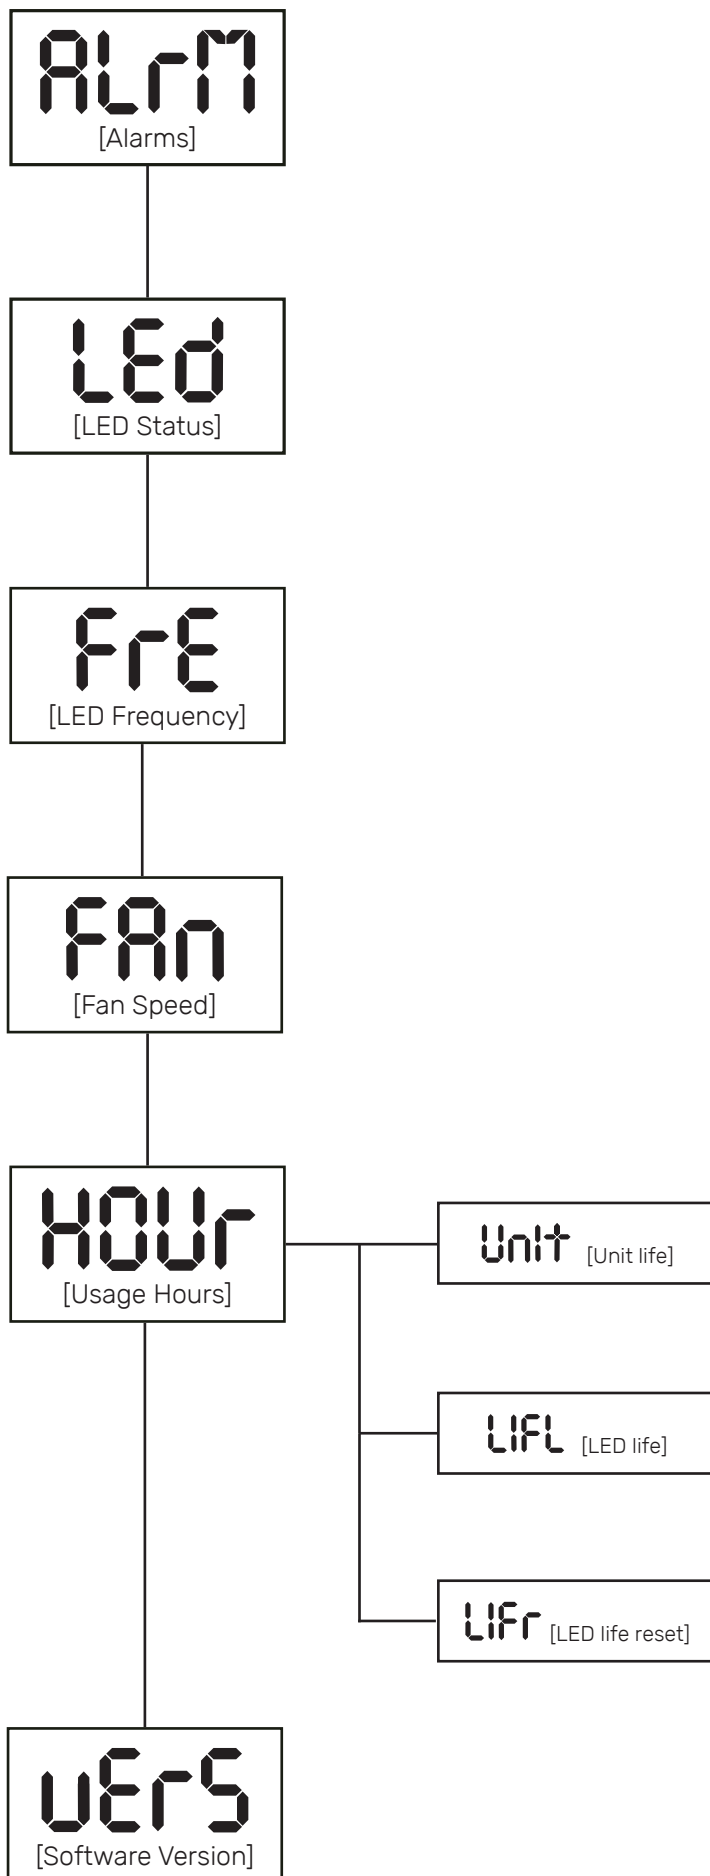 ALrM
[Alarms]
LEd
[LED Status]
FrE
[LED Frequency]
FAn
[Fan Speed]
HOUr
[Usage Hours]
UnIt [Unit life]
LIFL [LED life]
LIFr [LED life reset]
vErS
[Software Version]